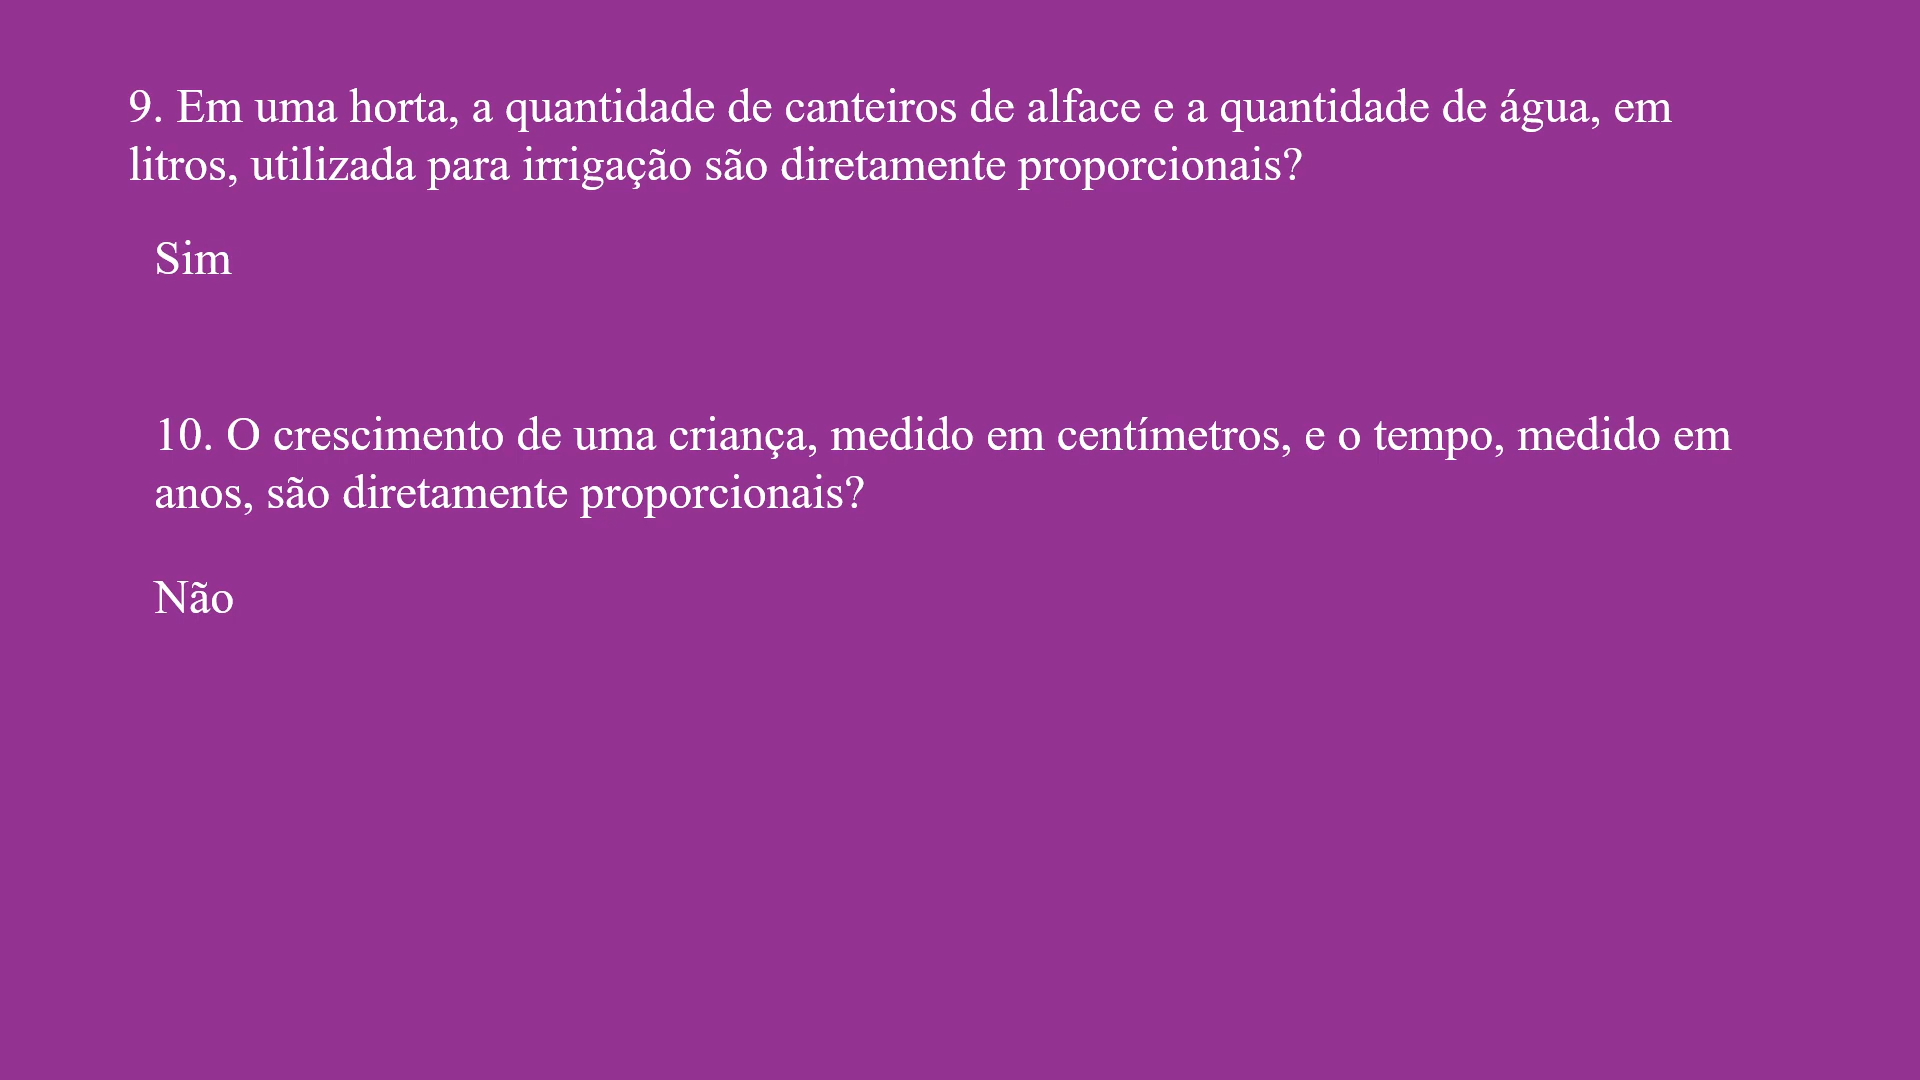 9. Em uma horta, a quantidade de canteiros de alface e a quantidade de água, em
litros, utilizada para irrigação são diretamente proporcionais?
Sim
10. O crescimento de uma criança, medido em centímetros, e o tempo, medido em
anos, são diretamente proporcionais?
Não